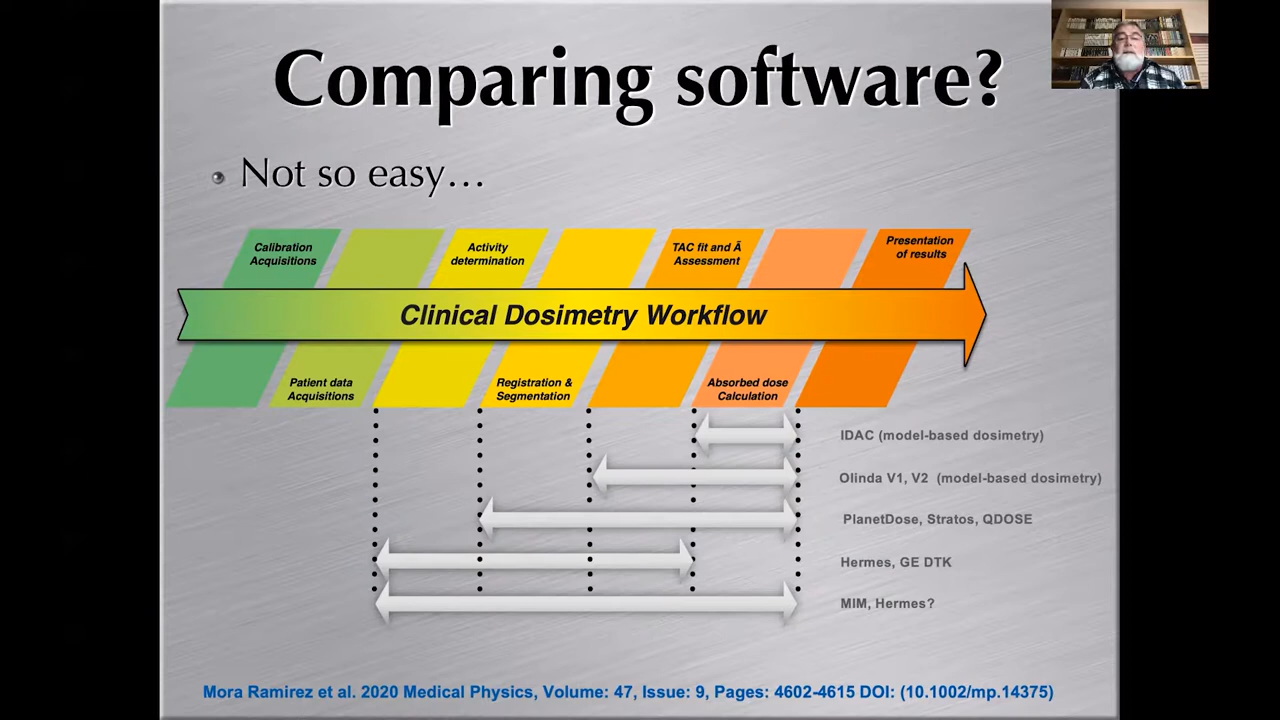 Comparing software?
Not so easy…
Calibration
Acquisitions
Activity
determination
TAC fit and Ã
Assessment
Presentation
of results
Clinical Dosimetry Workflow
Patient data
Acquisitions
Registration &
Segmentation
Absorbed dose
Calculation
IDAC (model-based dosimetry)
Olinda V1, V2 (model-based dosimetry)
PlanetDose, Stratos, QDOSE
Hermes, GE DTK
MIM, Hermes?
Mora Ramirez et al. 2020 Medical Physics, Volume: 47, Issue: 9, Pages: 4602-4615 DOI: (10.1002/mp.14375)